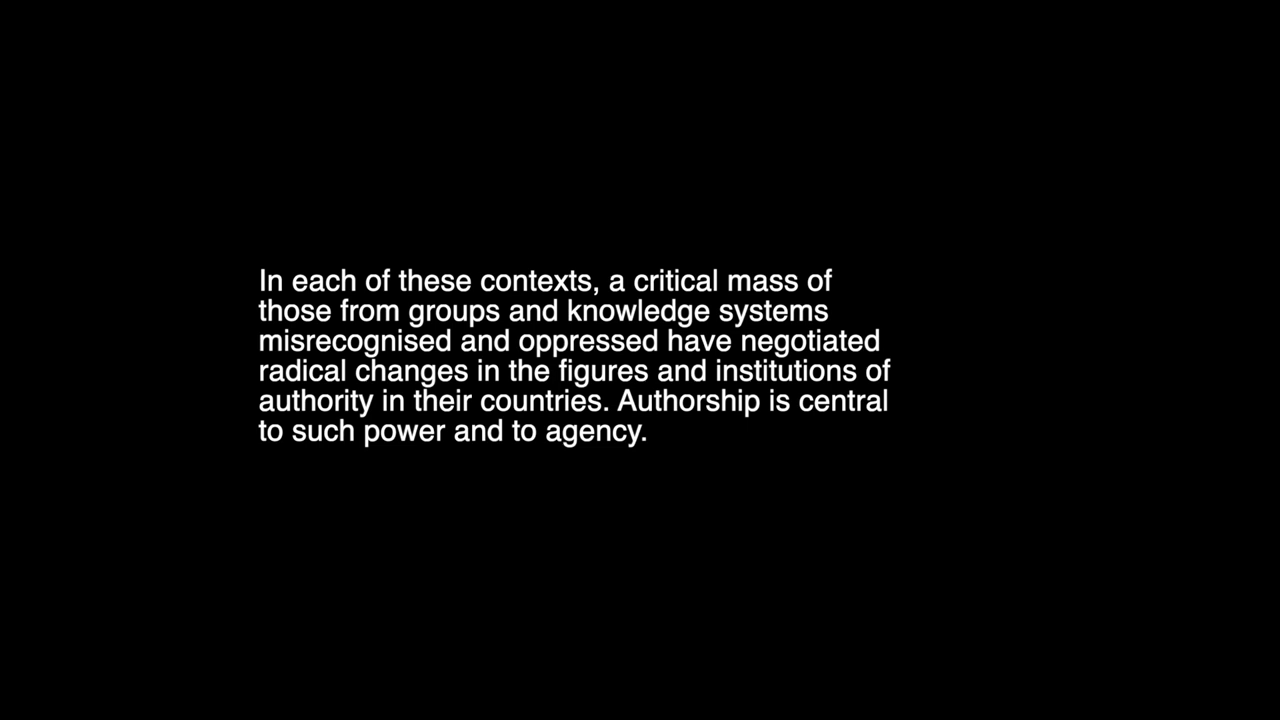 In each of these contexts, a critical mass of
those from groups and knowledge systems
misrecognised and oppressed have negotiated
radical changes in the figures and institutions of
authority in their countries. Authorship is central
to such power and to agency.